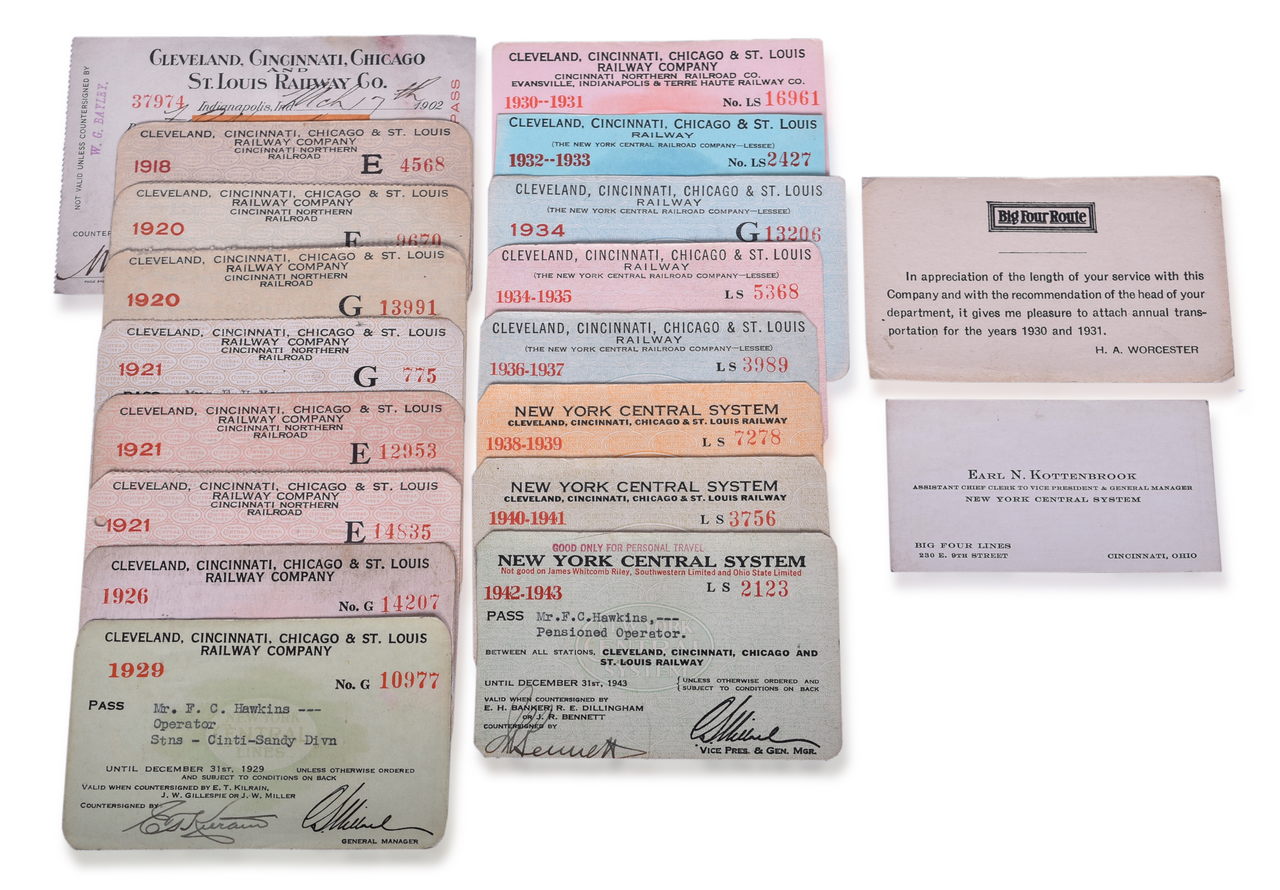 CLEVELAND, CINCINNATI, CHICAGO
AND
ST. LOUIS RAILWAY CO.
37974 Indianapolis, Ind. Mch 17th 1902
PASS
NOT VALID UNLESS COUNTERSIGNED BY
W. G. BAYLEY,
COUNTER
CLEVELAND, CINCINNATI, CHICAGO & ST. LOUIS
RAILWAY COMPANY
CINCINNATI NORTHERN
RAILROAD
1918 E 4568
CLEVELAND, CINCINNATI, CHICAGO & ST. LOUIS
RAILWAY COMPANY
CINCINNATI NORTHERN
RAILROAD
1920 E 9670
CLEVELAND, CINCINNATI, CHICAGO & ST. LOUIS
RAILWAY COMPANY
CINCINNATI NORTHERN
RAILROAD
1920 G 13991
CLEVELAND, CINCINNATI, CHICAGO & ST. LOUIS
RAILWAY COMPANY
CINCINNATI NORTHERN
RAILROAD
1921 G 775
CLEVELAND, CINCINNATI, CHICAGO & ST. LOUIS
RAILWAY COMPANY
CINCINNATI NORTHERN
RAILROAD
1921 E 12953
CLEVELAND, CINCINNATI, CHICAGO & ST. LOUIS
RAILWAY COMPANY
CINCINNATI NORTHERN
RAILROAD
1921 E 14835
CLEVELAND, CINCINNATI, CHICAGO & ST. LOUIS
RAILWAY COMPANY
1926 No. G 14207
CLEVELAND, CINCINNATI, CHICAGO & ST. LOUIS
RAILWAY COMPANY
1929 No. G 10977
PASS Mr. F. C. Hawkins ---
Operator
Stns - Cinti-Sandy Divn
UNTIL DECEMBER 31ST, 1929 UNLESS OTHERWISE ORDERED
AND SUBJECT TO CONDITIONS ON BACK
VALID WHEN COUNTERSIGNED BY E. T. KILRAIN,
J. W. GILLESPIE OR J. W. MILLER
COUNTERSIGNED BY
GENERAL MANAGER
CLEVELAND, CINCINNATI, CHICAGO & ST. LOUIS
RAILWAY COMPANY
CINCINNATI NORTHERN RAILROAD CO.
EVANSVILLE, INDIANAPOLIS & TERRE HAUTE RAILWAY CO.
1930--1931 No. LS 16961
CLEVELAND, CINCINNATI, CHICAGO & ST. LOUIS
RAILWAY
(THE NEW YORK CENTRAL RAILROAD COMPANY—LESSEE)
1932--1933 No. LS 2427
CLEVELAND, CINCINNATI, CHICAGO & ST. LOUIS
RAILWAY
(THE NEW YORK CENTRAL RAILROAD COMPANY—LESSEE)
1934 G 13206
CLEVELAND, CINCINNATI, CHICAGO & ST. LOUIS
RAILWAY
(THE NEW YORK CENTRAL RAILROAD COMPANY—LESSEE)
1934-1935 LS 5368
CLEVELAND, CINCINNATI, CHICAGO & ST. LOUIS
RAILWAY
(THE NEW YORK CENTRAL RAILROAD COMPANY—LESSEE)
1936-1937 LS 3989
NEW YORK CENTRAL SYSTEM
CLEVELAND, CINCINNATI, CHICAGO & ST. LOUIS RAILWAY
1938-1939 LS 7278
NEW YORK CENTRAL SYSTEM
CLEVELAND, CINCINNATI, CHICAGO & ST. LOUIS RAILWAY
1940-1941 LS 3756
GOOD ONLY FOR PERSONAL TRAVEL
NEW YORK CENTRAL SYSTEM
Not good on James Whitcomb Riley, Southwestern Limited and Ohio State Limited
1942-1943 LS 2123
PASS Mr.F.C.Hawkins,---
Pensioned Operator.
BETWEEN ALL STATIONS, CLEVELAND, CINCINNATI, CHICAGO AND
ST. LOUIS RAILWAY
UNTIL DECEMBER 31ST, 1943 UNLESS OTHERWISE ORDERED AND
SUBJECT TO CONDITIONS ON BACK
VALID WHEN COUNTERSIGNED BY
E. H. BANKER, R. E. DILLINGHAM
OR J. R. BENNETT
COUNTERSIGNED BY
JRBennett
VICE PRES. & GEN. MGR.
Big Four Route
In appreciation of the length of your service with this
Company and with the recommendation of the head of your
department, it gives me pleasure to attach annual trans-
portation for the years 1930 and 1931.
H. A. WORCESTER
EARL N. KOTTENBROOK
ASSISTANT CHIEF CLERK TO VICE PRESIDENT & GENERAL MANAGER
NEW YORK CENTRAL SYSTEM
BIG FOUR LINES
230 E. 9TH STREET CINCINNATI, OHIO